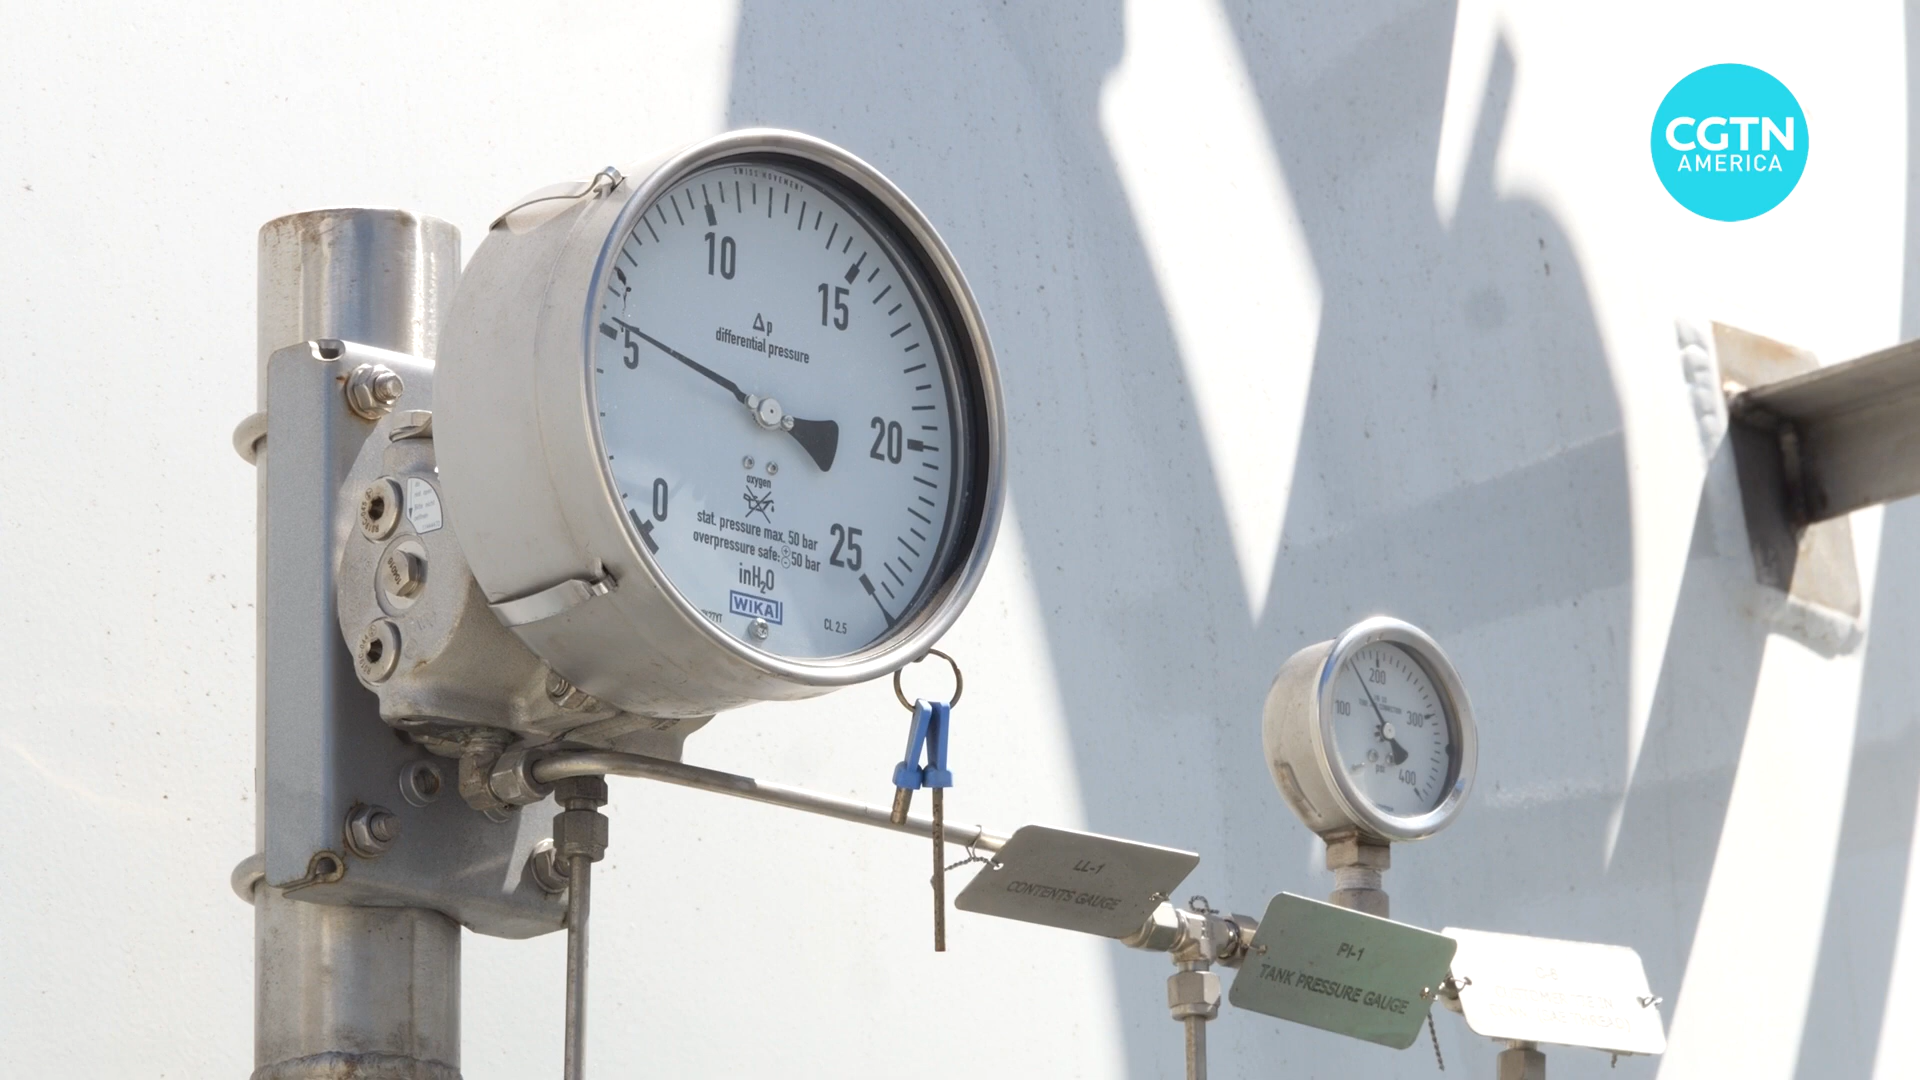 CGTN
AMERICA
SWISS MOVEMENT
10
15
Δp
differential pressure
5
20
0
oxygen
stat. pressure max. 50 bar
overpressure safe: 50 bar
25
inH2O
WIKA
CL 2.5
200
100
300
psi
400
LL-1
CONTENTS GAUGE
PI-1
TANK PRESSURE GAUGE